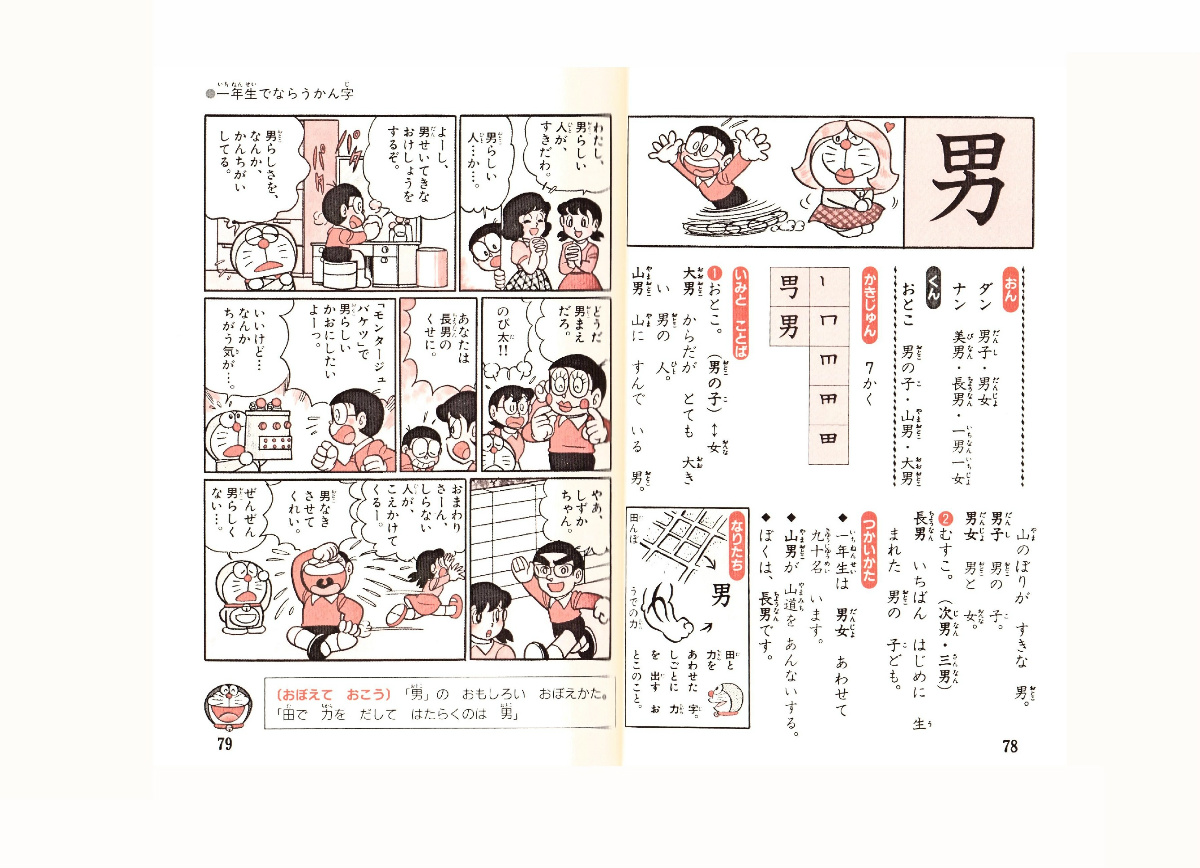 男
おん
ダン 男子・男女
ナン 美男・長男・一男一女
くん
おとこ 男の子・山男・大男
かきじゅん 7かく
いみと ことば
❶おとこ。(男の子)↔女
大男 からだが とても 大き
い 男の 人。
山男 山に すんで いる 男。
山のぼりが すきな 男。
男子 男の 子。
男女 男と 女。
❷むすこ。(次男・三男)
長男 いちばん はじめに 生
まれた 男の 子ども。
つかいかた
◆一年生は 男女 あわせて
九十名 います。
◆山男が 山道を あんないする。
◆ぼくは、長男です。
なりたち
田んぼ
うでの力
男
田と
力を
あわせた 字。
しごとに 力
を 出す お
とこのこと。
78
●一年生でならうかん字
わたし、
男らしい
人が、
すきだわ。
男らしい
人…か…。
よーし、
男せいてきな
おけしょうを
するぞ。
パタ
パタ
男らしさを、
なんか、
かんちがい
してる。
どうだ
男まえ
だろ。
のび太!!
あなたは
長男の
くせに。
「モンタージュ
バケツ」で
男らしい
かおにしたい
よーっ。
いいけど…
なんか
ちがう気が…。
やあ、
しずか
ちゃん。
おまわり
さーん、
しらない
人が、
こえかけて
くるー。
男なき
させて
くれい。
ぜんぜん
男らしく
ない…。
(おぼえて おこう)「男」の おもしろい おぼえかた。
「田で 力を だして はたらくのは 男」
79